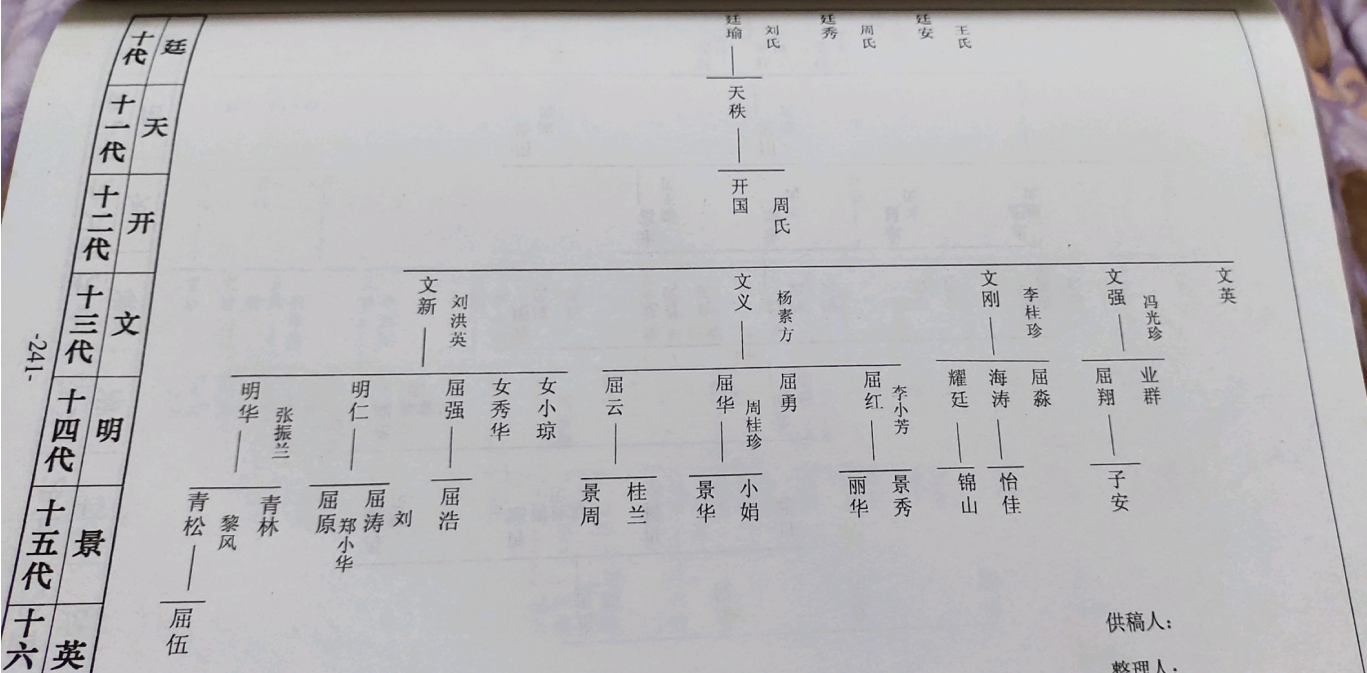 十代 廷
廷瑜 刘氏 廷秀 周氏 廷安 王氏
十一代 天
天秩
十二代 开
开国 周氏
十三代 文
文新 刘洪英 文义 杨素方 文刚 李桂珍 文强 冯光珍 文英
十四代 明
明华 张振兰 明仁 屈强 女秀华 女小琼 屈云 屈华 周桂珍 屈勇 屈红 李小芳 耀廷 海涛 屈淼 屈翔 业群
十五代 景
青松 黎风 青林 屈原 郑小华 屈涛 刘 屈浩 景周 桂兰 景华 小娟 丽华 景秀 锦山 怡佳 子安
十六 英
屈伍
供稿人：
整理人：
-241-